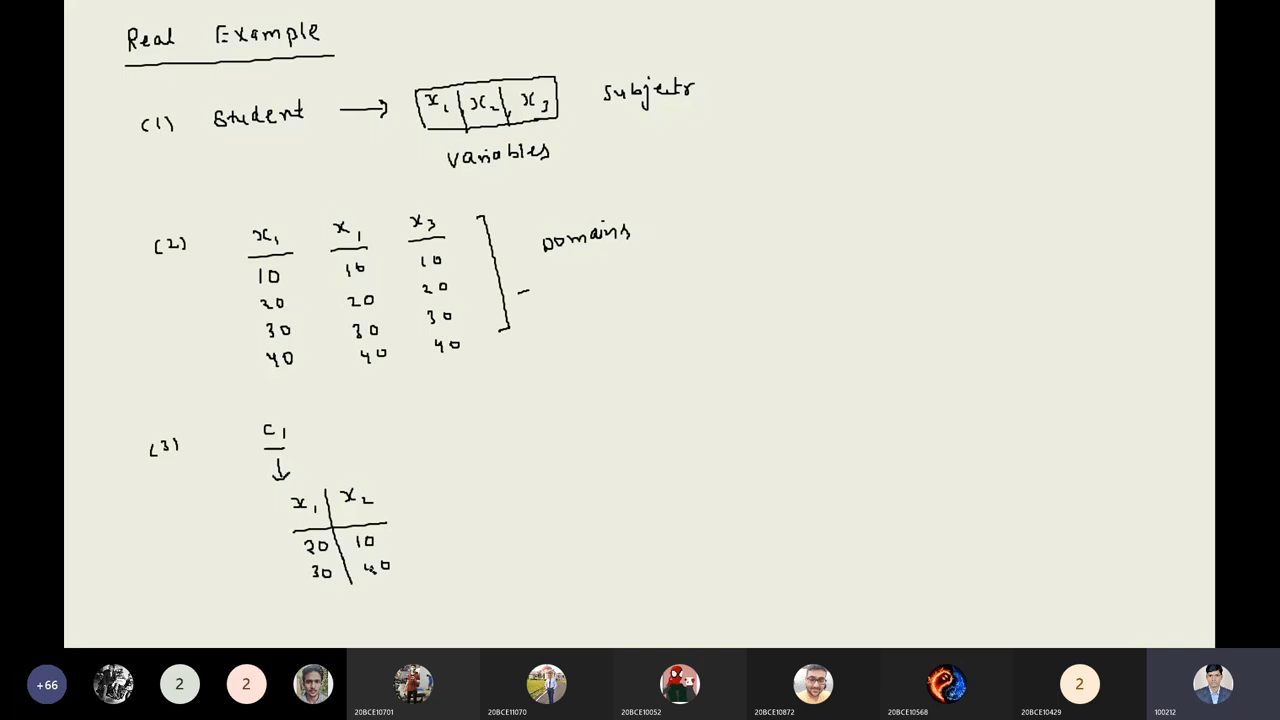 Real Example
(1) Student → x1 x2 x3 Subjects
variables
(2) x1 x1 x3
Domains
10 10 10
20 20 20
30 30 30
40 40 40
(3) C1
x1 x2
20 10
30 40
+66
2
2
20BCE10701
20BCE11070
20BCE10052
20BCE10872
20BCE10568
2
20BCE10429
100212